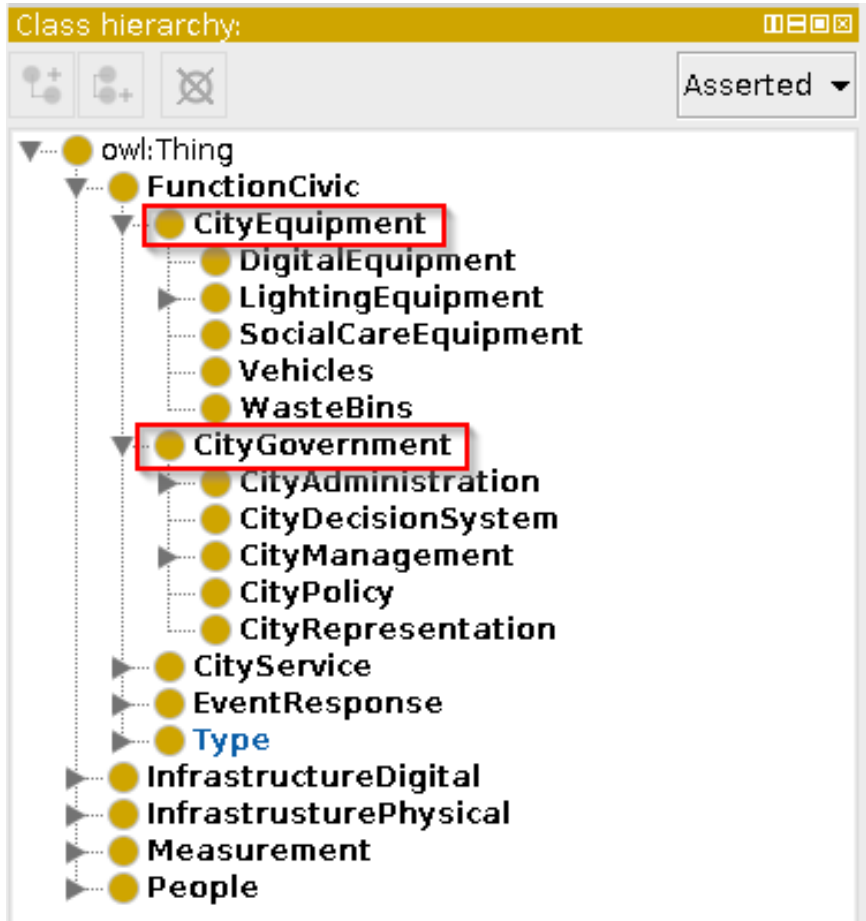 Class hierarchy:
Asserted
owl:Thing
FunctionCivic
CityEquipment
DigitalEquipment
LightingEquipment
SocialCareEquipment
Vehicles
WasteBins
CityGovernment
CityAdministration
CityDecisionSystem
CityManagement
CityPolicy
CityRepresentation
CityService
EventResponse
Type
InfrastructureDigital
InfrastrusturePhysical
Measurement
People